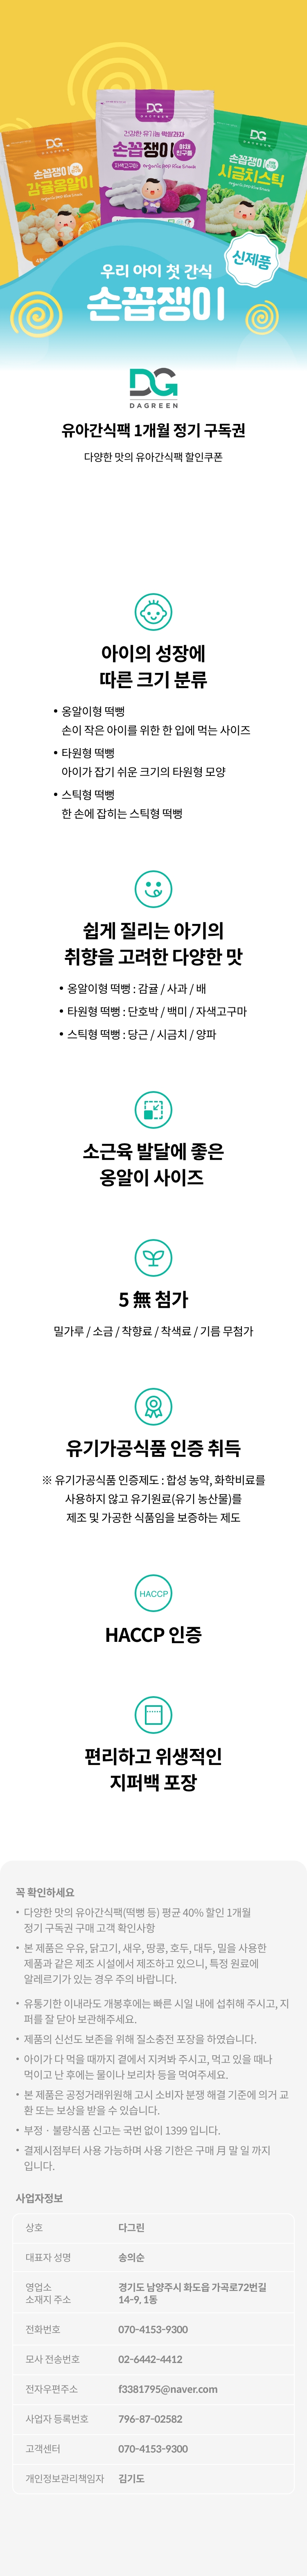 DG
DAGREEN
건강한 유기농 떡뻥과자
손꼽쟁이
야채
친구들
자색고구마
organic pop rice snack
DG
DAGREEN
손꼽쟁이
감귤옹알이
organic pop rice snack
DG
DAGREEN
손꼽쟁이
시금치스틱
organic pop rice snack
신제품
우리 아이 첫 간식
손꼽쟁이
DG
DAGREEN
유아간식팩 1개월 정기 구독권
다양한 맛의 유아간식팩 할인쿠폰
아이의 성장에
따른 크기 분류
• 옹알이형 떡뻥
손이 작은 아이를 위한 한 입에 먹는 사이즈
• 타원형 떡뻥
아이가 잡기 쉬운 크기의 타원형 모양
• 스틱형 떡뻥
한 손에 잡히는 스틱형 떡뻥
쉽게 질리는 아기의
취향을 고려한 다양한 맛
• 옹알이형 떡뻥 : 감귤 / 사과 / 배
• 타원형 떡뻥 : 단호박 / 백미 / 자색고구마
• 스틱형 떡뻥 : 당근 / 시금치 / 양파
소근육 발달에 좋은
옹알이 사이즈
5 無 첨가
밀가루 / 소금 / 착향료 / 착색료 / 기름 무첨가
유기가공식품 인증 취득
※ 유기가공식품 인증제도 : 합성 농약, 화학비료를
사용하지 않고 유기원료(유기 농산물)를
제조 및 가공한 식품임을 보증하는 제도
HACCP
HACCP 인증
편리하고 위생적인
지퍼백 포장
꼭 확인하세요
• 다양한 맛의 유아간식팩(떡뻥 등) 평균 40% 할인 1개월
정기 구독권 구매 고객 확인사항
• 본 제품은 우유, 닭고기, 새우, 땅콩, 호두, 대두, 밀을 사용한
제품과 같은 제조 시설에서 제조하고 있으니, 특정 원료에
알레르기가 있는 경우 주의 바랍니다.
• 유통기한 이내라도 개봉후에는 빠른 시일 내에 섭취해 주시고, 지
퍼를 잘 닫아 보관해주세요.
• 제품의 신선도 보존을 위해 질소충전 포장을 하였습니다.
• 아이가 다 먹을 때까지 곁에서 지켜봐 주시고, 먹고 있을 때나
먹이고 난 후에는 물이나 보리차 등을 먹여주세요.
• 본 제품은 공정거래위원해 고시 소비자 분쟁 해결 기준에 의거 교
환 또는 보상을 받을 수 있습니다.
• 부정 · 불량식품 신고는 국번 없이 1399 입니다.
• 결제시점부터 사용 가능하며 사용 기한은 구매 月 말 일 까지
입니다.
사업자정보
상호 다그린
대표자 성명 송의순
영업소
소재지 주소
경기도 남양주시 화도읍 가곡로72번길
14-9, 1동
전화번호 070-4153-9300
모사 전송번호 02-6442-4412
전자우편주소 f3381795@naver.com
사업자 등록번호 796-87-02582
고객센터 070-4153-9300
개인정보관리책임자 김기도